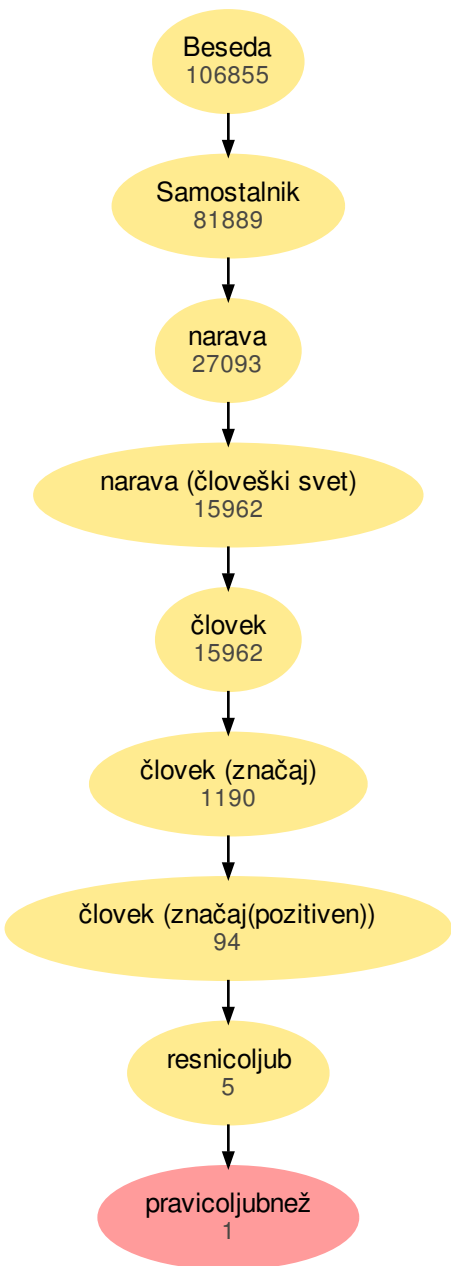 Beseda
106855
Samostalnik
81889
narava
27093
narava (človeški svet)
15962
človek
15962
človek (značaj)
1190
človek (značaj(pozitiven))
94
resnicoljub
5
pravicoljubnež
1